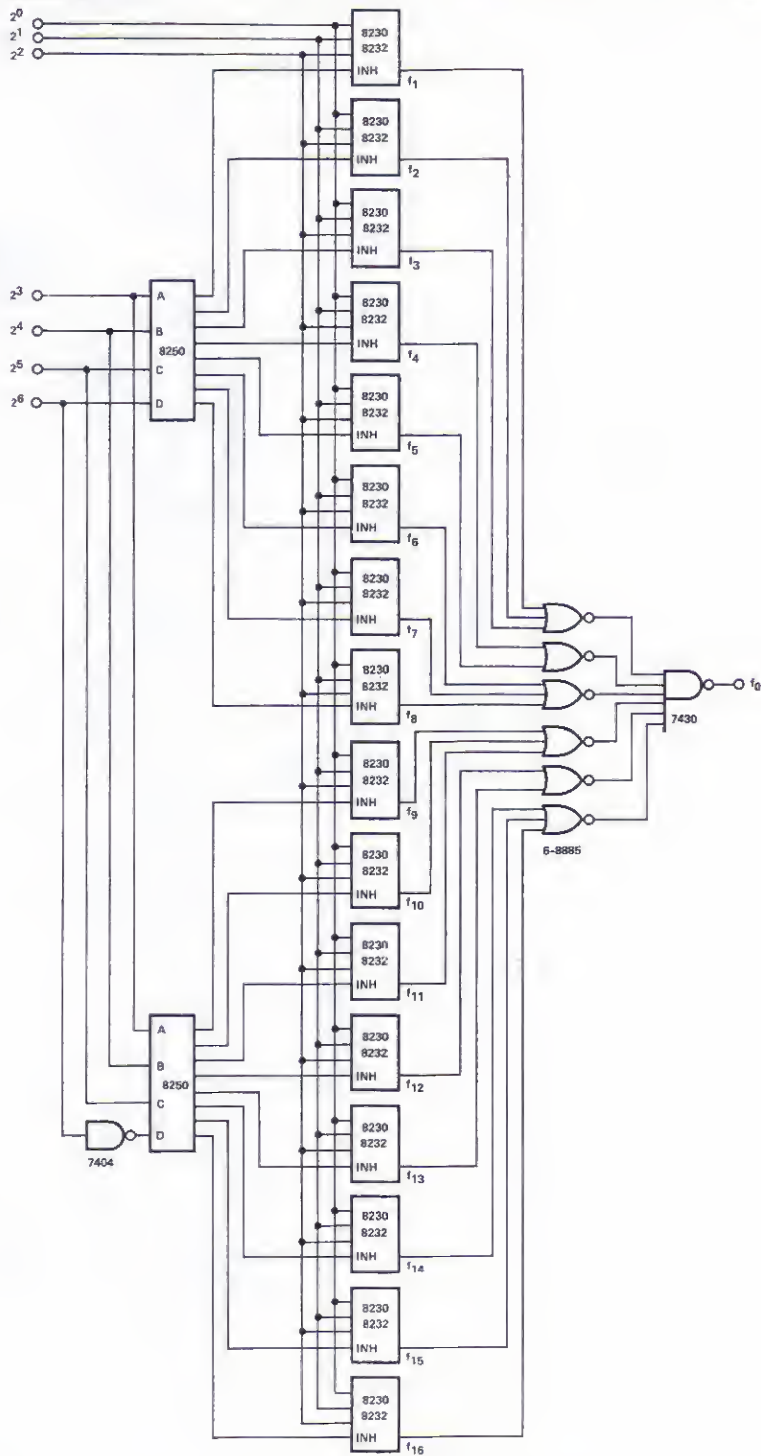 2⁰
2¹
2²
8230
8232
INH
f₁
8230
8232
INH
f₂
8230
8232
INH
f₃
2³
2⁴
2⁵
2⁶
A
B
8250
C
D
8230
8232
INH
f₄
8230
8232
INH
f₅
8230
8232
INH
f₆
8230
8232
INH
f₇
8230
8232
INH
f₈
f₀
7430
8230
8232
INH
f₉
6-8885
8230
8232
INH
f₁₀
8230
8232
INH
f₁₁
A
B
8250
C
D
7404
8230
8232
INH
f₁₂
8230
8232
INH
f₁₃
8230
8232
INH
f₁₄
8230
8232
INH
f₁₅
8230
8232
INH
f₁₆